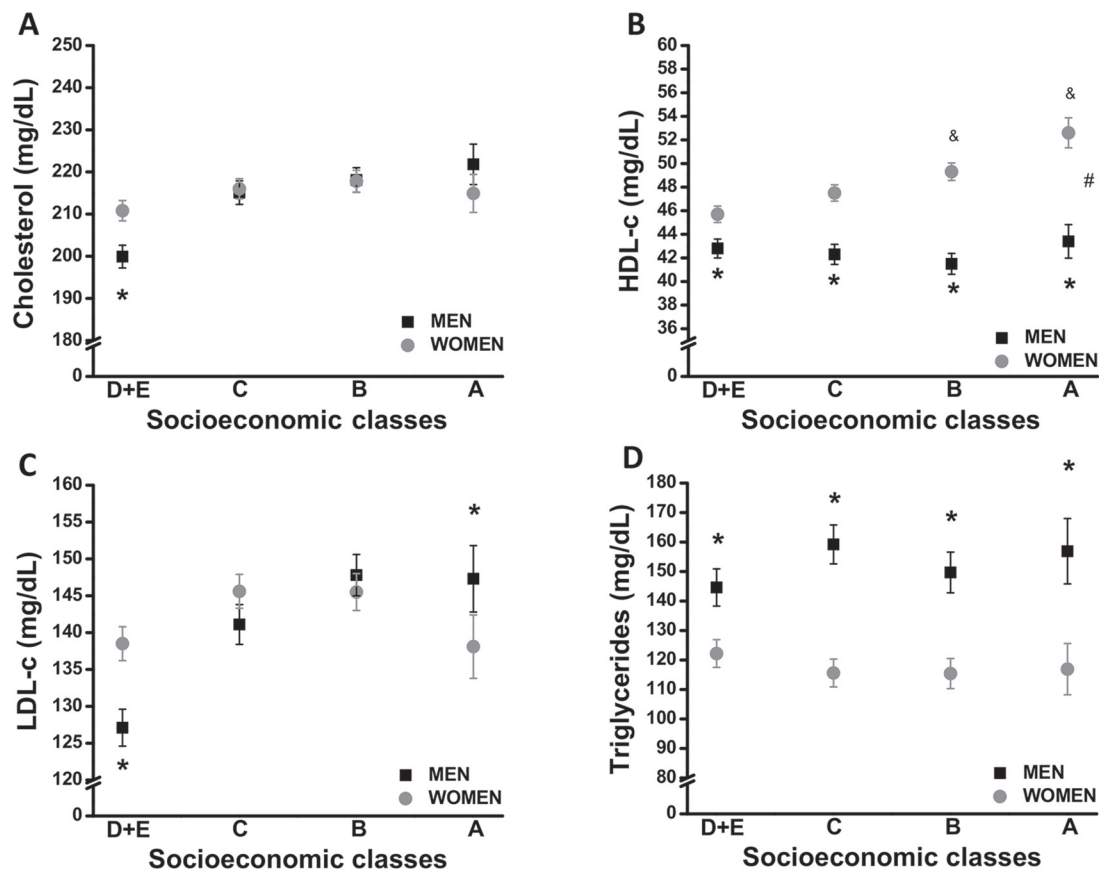 A
Cholesterol (mg/dL)
250
240
230
220
210
200
190
180
0
*
MEN
WOMEN
D+E C B A
Socioeconomic classes
B
HDL-c (mg/dL)
60
58
56
54
52
50
48
46
44
42
40
38
36
0
& &
#
* * * *
MEN
WOMEN
D+E C B A
Socioeconomic classes
C
LDL-c (mg/dL)
160
155
150
145
140
135
130
125
120
0
* *
MEN
WOMEN
D+E C B A
Socioeconomic classes
D
Triglycerides (mg/dL)
180
170
160
150
140
130
120
110
100
90
80
0
* * * *
MEN
WOMEN
D+E C B A
Socioeconomic classes